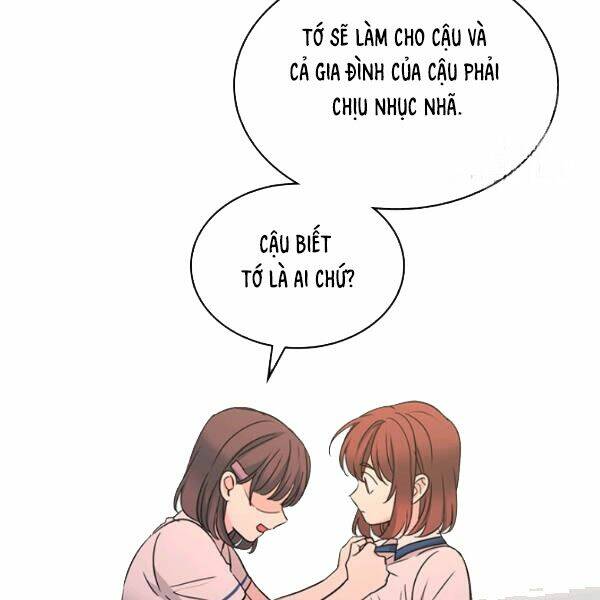 TỚ SẼ LÀM CHO CẬU VÀ
CẢ GIA ĐÌNH CỦA CẬU PHẢI
CHỊU NHỤC NHÃ.
CẬU BIẾT
TỚ LÀ AI CHỨ?